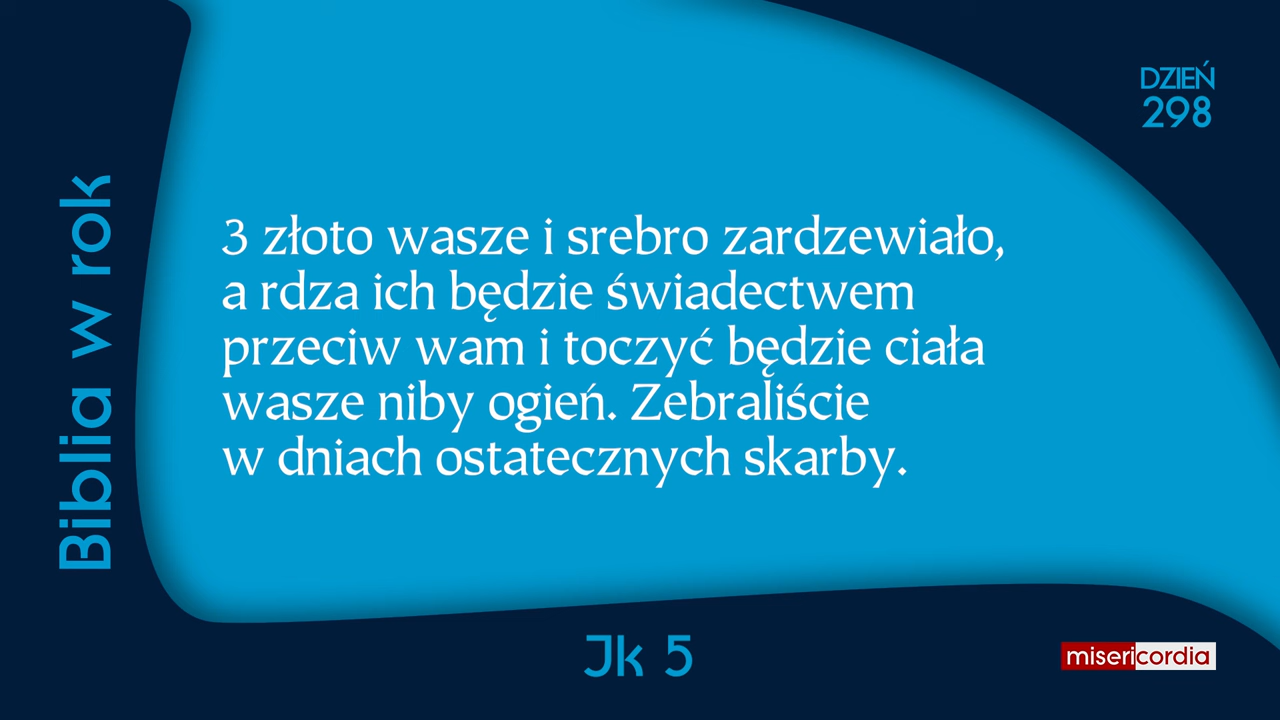 DZIEŃ
298
Biblia w rok
3 złoto wasze i srebro zardzewiało,
a rdza ich będzie świadectwem
przeciw wam i toczyć będzie ciała
wasze niby ogień. Zebraliście
w dniach ostatecznych skarby.
Jk 5
misericordia